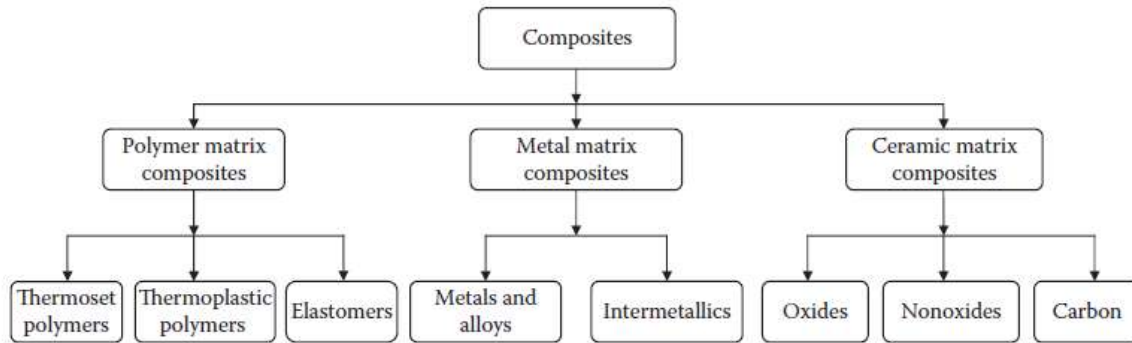 Composites
Polymer matrix
composites
Metal matrix
composites
Ceramic matrix
composites
Thermoset
polymers
Thermoplastic
polymers
Elastomers
Metals and
alloys
Intermetallics
Oxides
Nonoxides
Carbon